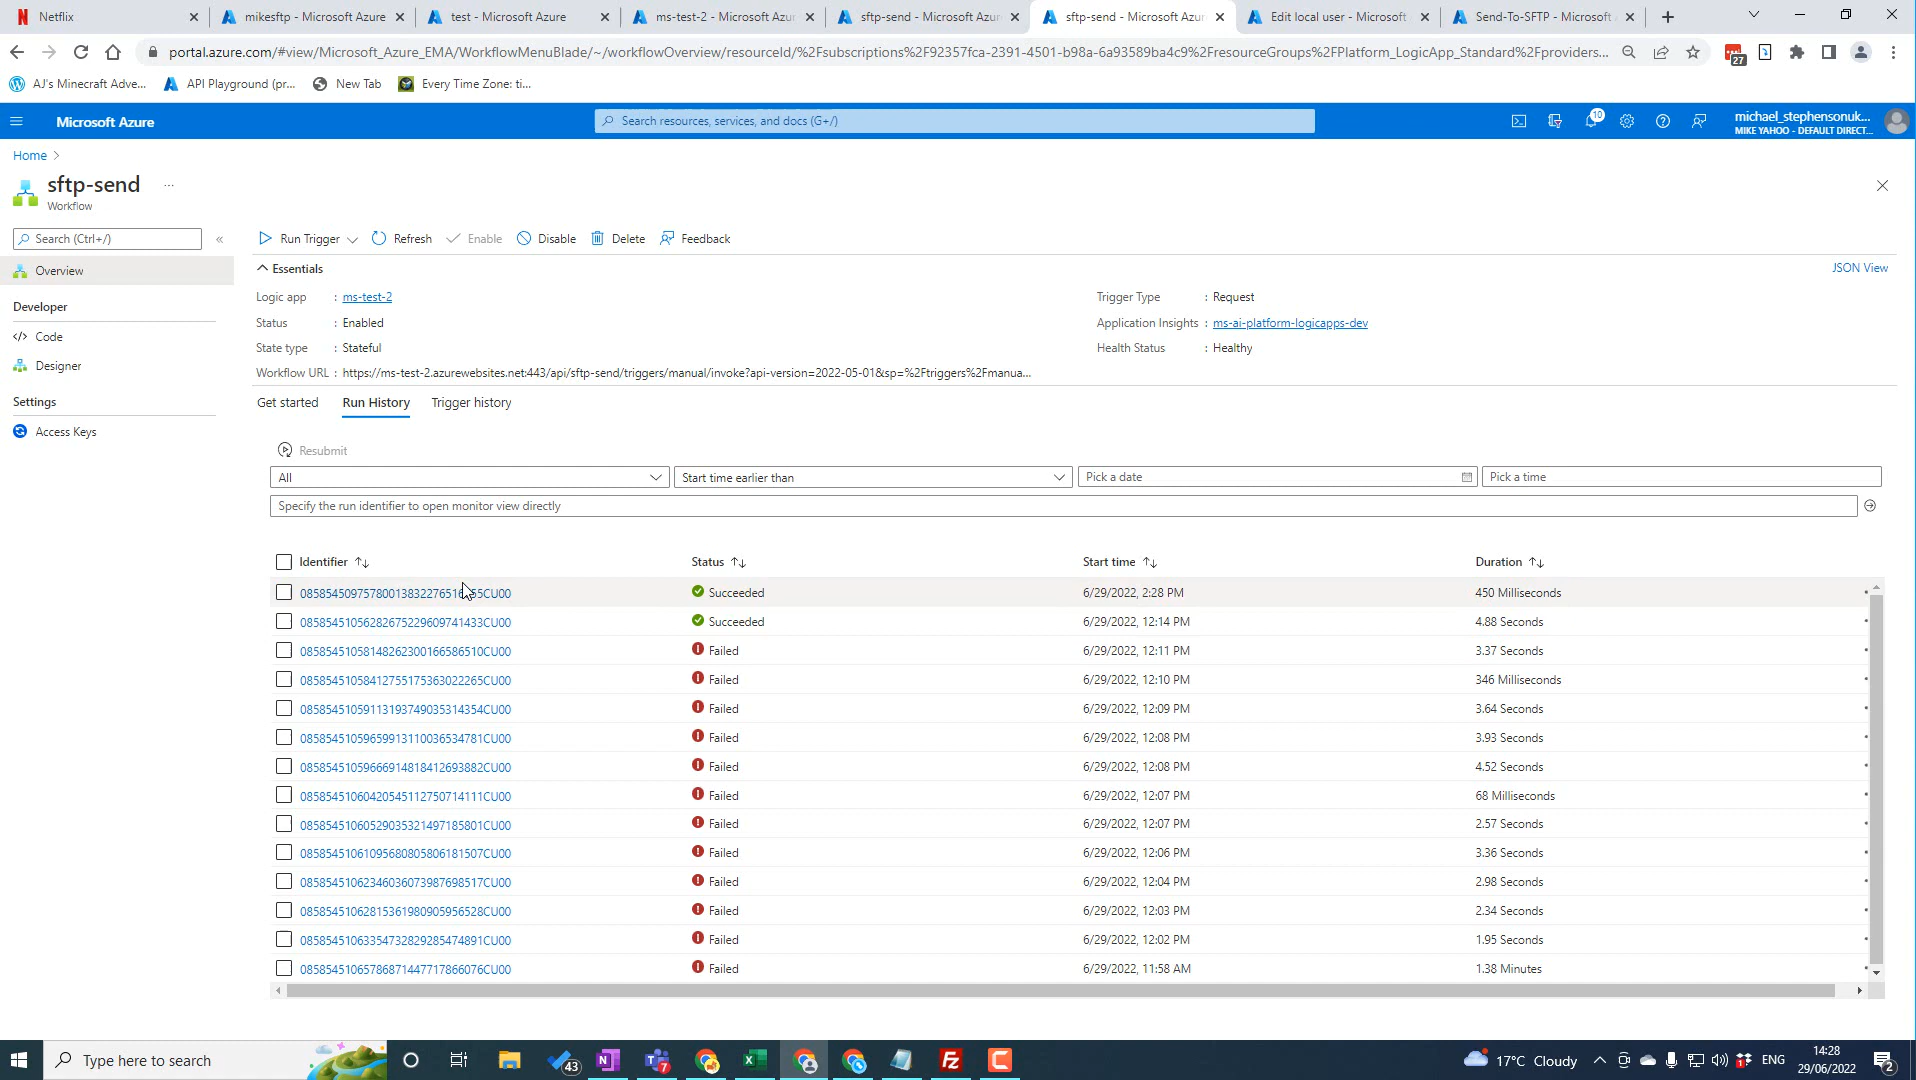 Netflix
mikesftp - Microsoft Azure
test - Microsoft Azure
ms-test-2 - Microsoft Azure
sftp-send - Microsoft Azure
sftp-send - Microsoft Azure
Edit local user - Microsoft
Send-To-SFTP - Microsoft
portal.azure.com/#view/Microsoft_Azure_EMA/WorkflowMenuBlade/~/workflowOverview/resourceId/%2Fsubscriptions%2F92357fca-2391-4501-b98a-6a93589ba4c9%2FresourceGroups%2FPlatform_LogicApp_Standard%2Fproviders...
27
AJ's Minecraft Adve...
API Playground (pr...
New Tab
Every Time Zone: ti...
Microsoft Azure
Search resources, services, and docs (G+/)
10
michael_stephensonuk...
MIKE YAHOO - DEFAULT DIRECT...
Home
sftp-send ...
Workflow
Search (Ctrl+/)
«
Run Trigger
Refresh
Enable
Disable
Delete
Feedback
Overview
Developer
Code
Designer
Settings
Access Keys
Essentials
JSON View
Logic app : ms-test-2
Trigger Type : Request
Status : Enabled
Application Insights : ms-ai-platform-logicapps-dev
State type : Stateful
Health Status : Healthy
Workflow URL : https://ms-test-2.azurewebsites.net:443/api/sftp-send/triggers/manual/invoke?api-version=2022-05-01&sp=%2Ftriggers%2Fmanua...
Get started
Run History
Trigger history
Resubmit
All
Start time earlier than
Pick a date
Pick a time
Specify the run identifier to open monitor view directly
Identifier Status Start time Duration
Succeeded 6/29/2022, 2:28 PM 450 Milliseconds
08585451056282675229609741433CU00 Succeeded 6/29/2022, 12:14 PM 4.88 Seconds
08585451058148262300166586510CU00 Failed 6/29/2022, 12:11 PM 3.37 Seconds
08585451058412755175363022265CU00 Failed 6/29/2022, 12:10 PM 346 Milliseconds
08585451059113193749035314354CU00 Failed 6/29/2022, 12:09 PM 3.64 Seconds
08585451059659913110036534781CU00 Failed 6/29/2022, 12:08 PM 3.93 Seconds
08585451059666914818412693882CU00 Failed 6/29/2022, 12:08 PM 4.52 Seconds
08585451060420545112750714111CU00 Failed 6/29/2022, 12:07 PM 68 Milliseconds
08585451060529035321497185801CU00 Failed 6/29/2022, 12:07 PM 2.57 Seconds
08585451061095680805806181507CU00 Failed 6/29/2022, 12:06 PM 3.36 Seconds
08585451062346036073987698517CU00 Failed 6/29/2022, 12:04 PM 2.98 Seconds
08585451062815361980905956528CU00 Failed 6/29/2022, 12:03 PM 2.34 Seconds
08585451063354732829285474891CU00 Failed 6/29/2022, 12:02 PM 1.95 Seconds
08585451065786871447717866076CU00 Failed 6/29/2022, 11:58 AM 1.38 Minutes
Type here to search
43
7
17°C Cloudy
ENG
14:28
29/06/2022
2